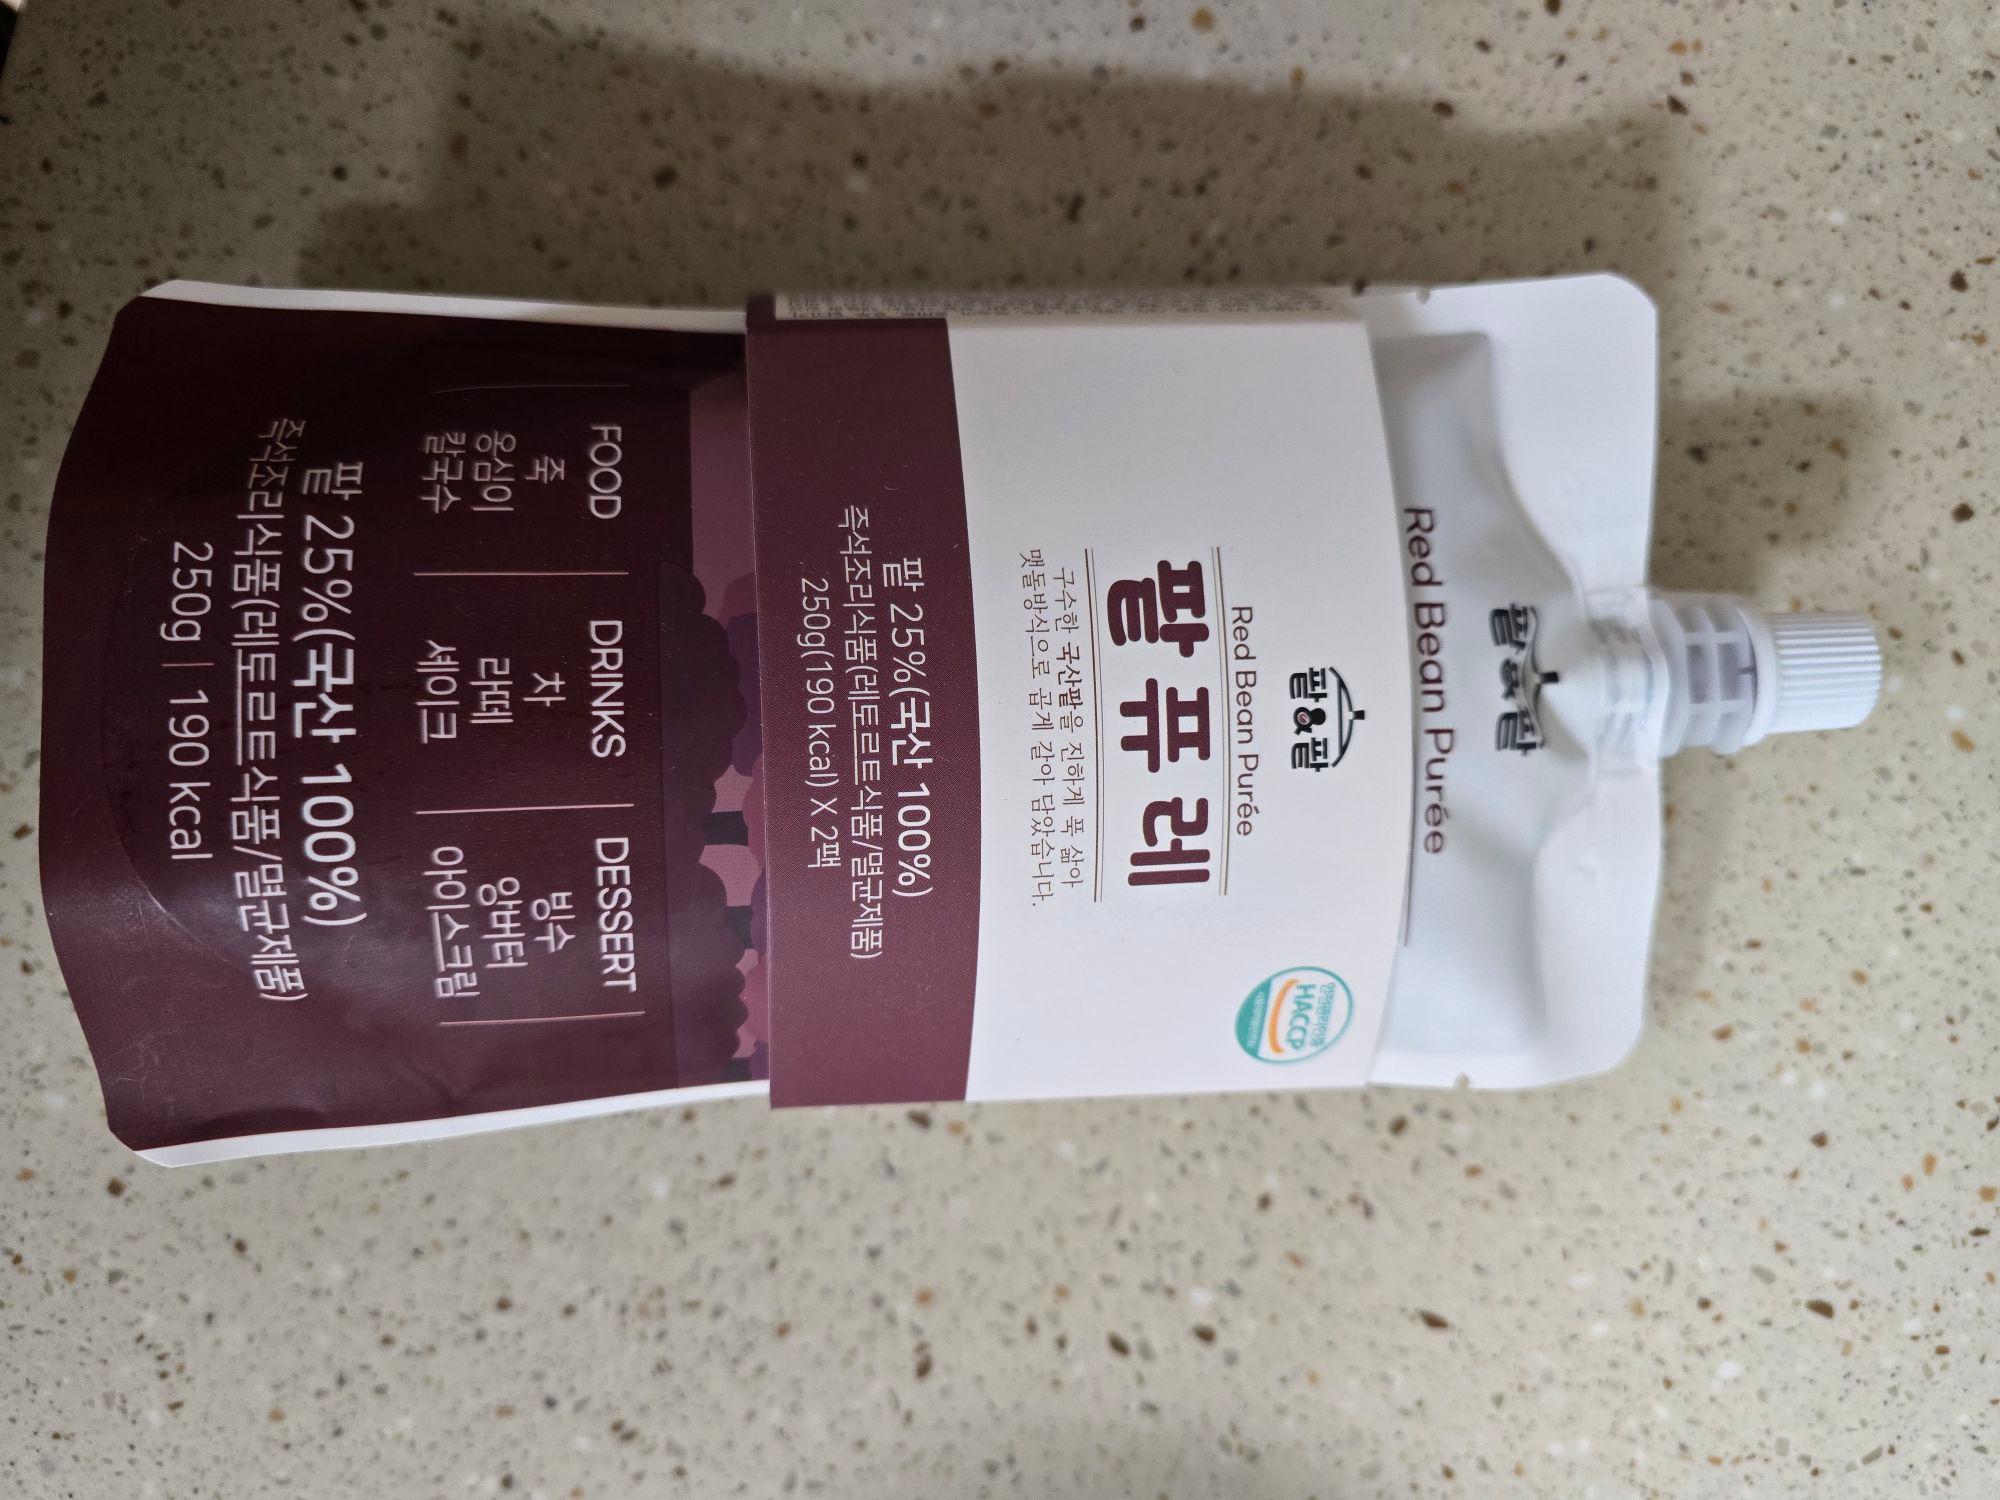 팥&팥
Red Bean Purée
팥&팥
Red Bean Purée
팥 퓨레
구수한 국산팥을 진하게 푹 삶아
맷돌방식으로 곱게 갈아 담았습니다.
HACCP
팥 25%(국산 100%)
즉석조리식품(레토르트식품/멸균제품)
250g(190 kcal) X 2팩
FOOD
죽
옹심이
칼국수
DRINKS
차
라떼
셰이크
DESSERT
빙수
앙버터
아이스크림
팥 25%(국산 100%)
즉석조리식품(레토르트식품/멸균제품)
250g | 190 kcal